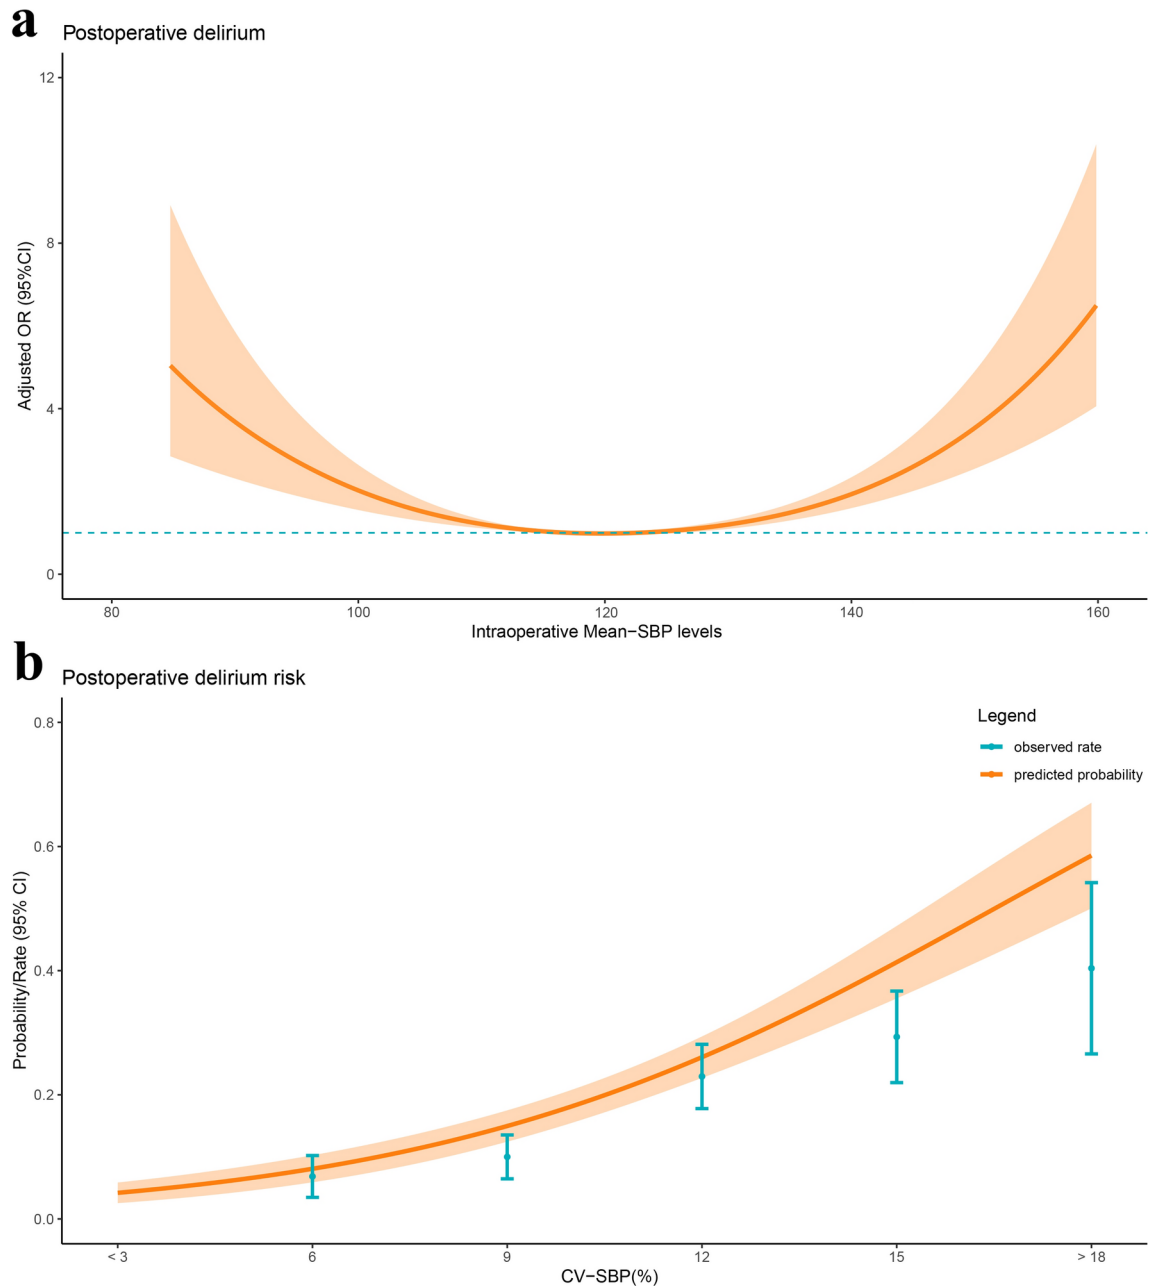 a
Postoperative delirium
12
8
4
0
Adjusted OR (95%CI)
80 100 120 140 160
Intraoperative Mean−SBP levels
b
Postoperative delirium risk
Legend
observed rate
predicted probability
0.8
0.6
0.4
0.2
0.0
Probability/Rate (95% CI)
< 3 6 9 12 15 > 18
CV−SBP(%)